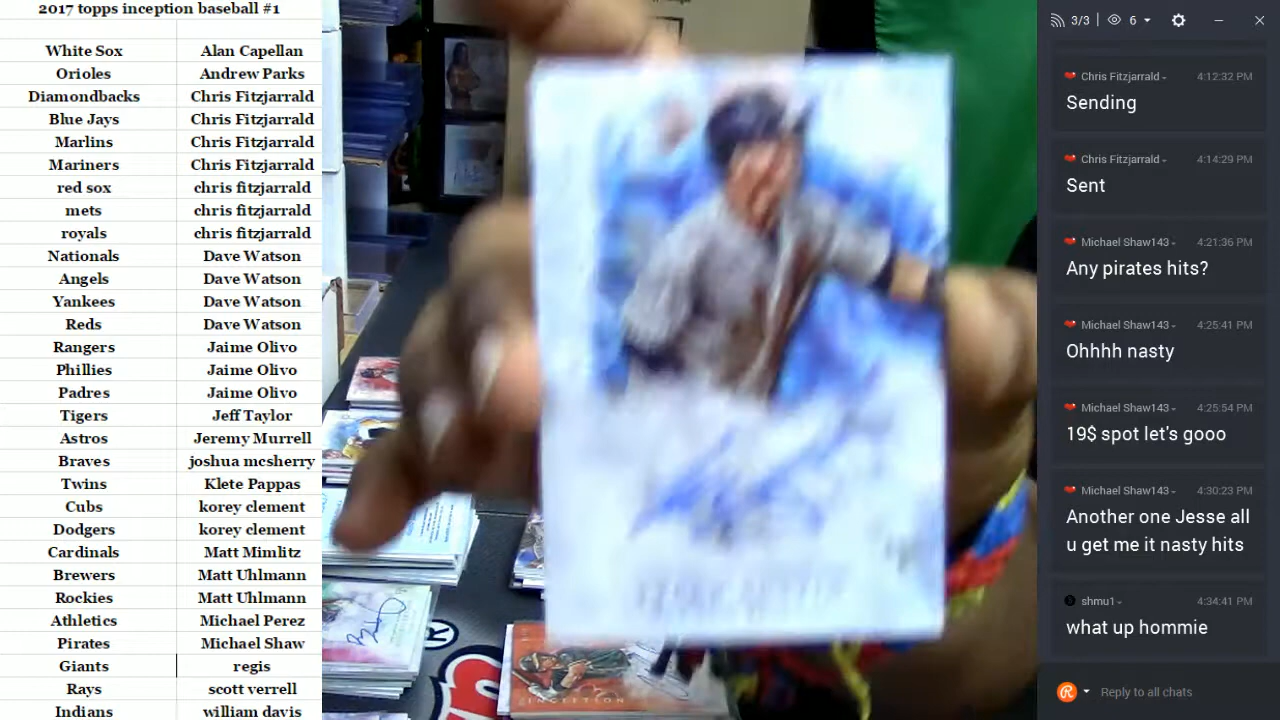 2017 topps inception baseball #1
White Sox Alan Capellan
Orioles Andrew Parks
Diamondbacks Chris Fitzjarrald
Blue Jays Chris Fitzjarrald
Marlins Chris Fitzjarrald
Mariners Chris Fitzjarrald
red sox chris fitzjarrald
mets chris fitzjarrald
royals chris fitzjarrald
Nationals Dave Watson
Angels Dave Watson
Yankees Dave Watson
Reds Dave Watson
Rangers Jaime Olivo
Phillies Jaime Olivo
Padres Jaime Olivo
Tigers Jeff Taylor
Astros Jeremy Murrell
Braves joshua mcsherry
Twins Klete Pappas
Cubs korey clement
Dodgers korey clement
Cardinals Matt Mimlitz
Brewers Matt Uhlmann
Rockies Matt Uhlmann
Athletics Michael Perez
Pirates Michael Shaw
Giants regis
Rays scott verrell
Indians william davis
INCEPTION
3/3 6
Chris Fitzjarrald 4:12:32 PM
Sending
Chris Fitzjarrald 4:14:29 PM
Sent
Michael Shaw143 4:21:36 PM
Any pirates hits?
Michael Shaw143 4:25:41 PM
Ohhhh nasty
Michael Shaw143 4:25:54 PM
19$ spot let's gooo
Michael Shaw143 4:30:23 PM
Another one Jesse all
u get me it nasty hits
shmu1 4:34:41 PM
what up hommie
Reply to all chats